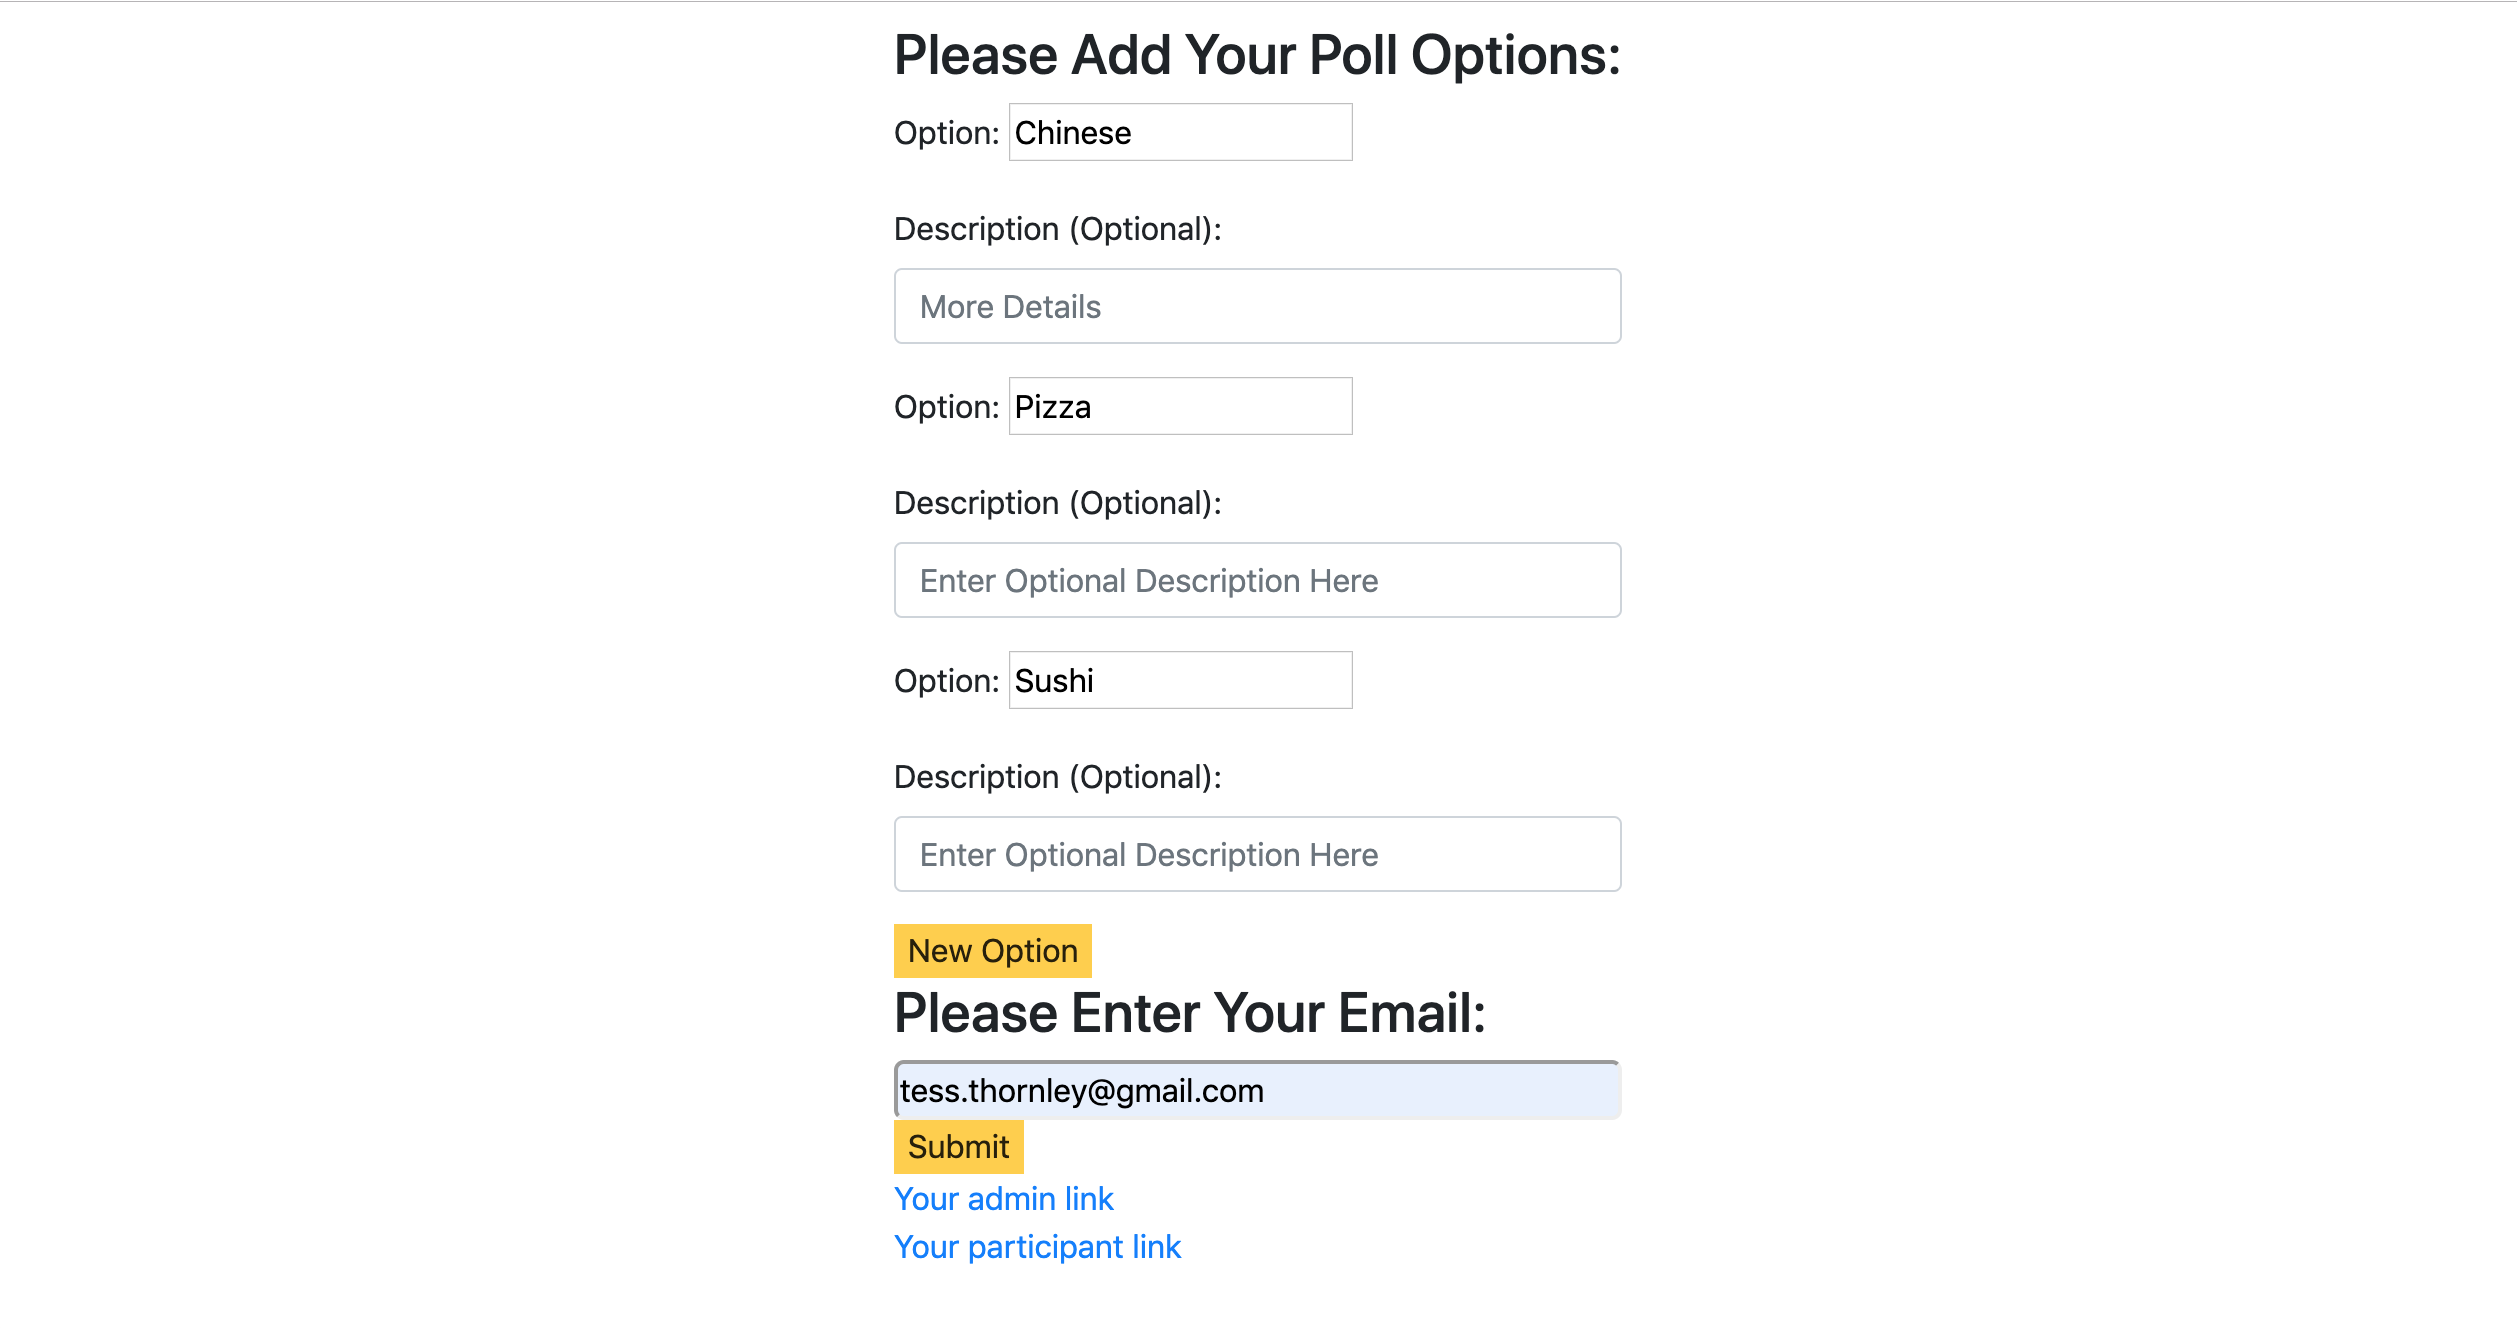 Please Add Your Poll Options:
Option: Chinese
Description (Optional):
More Details
Option: Pizza
Description (Optional):
Enter Optional Description Here
Option: Sushi
Description (Optional):
Enter Optional Description Here
New Option
Please Enter Your Email:
tess.thornley@gmail.com
Submit
Your admin link
Your participant link